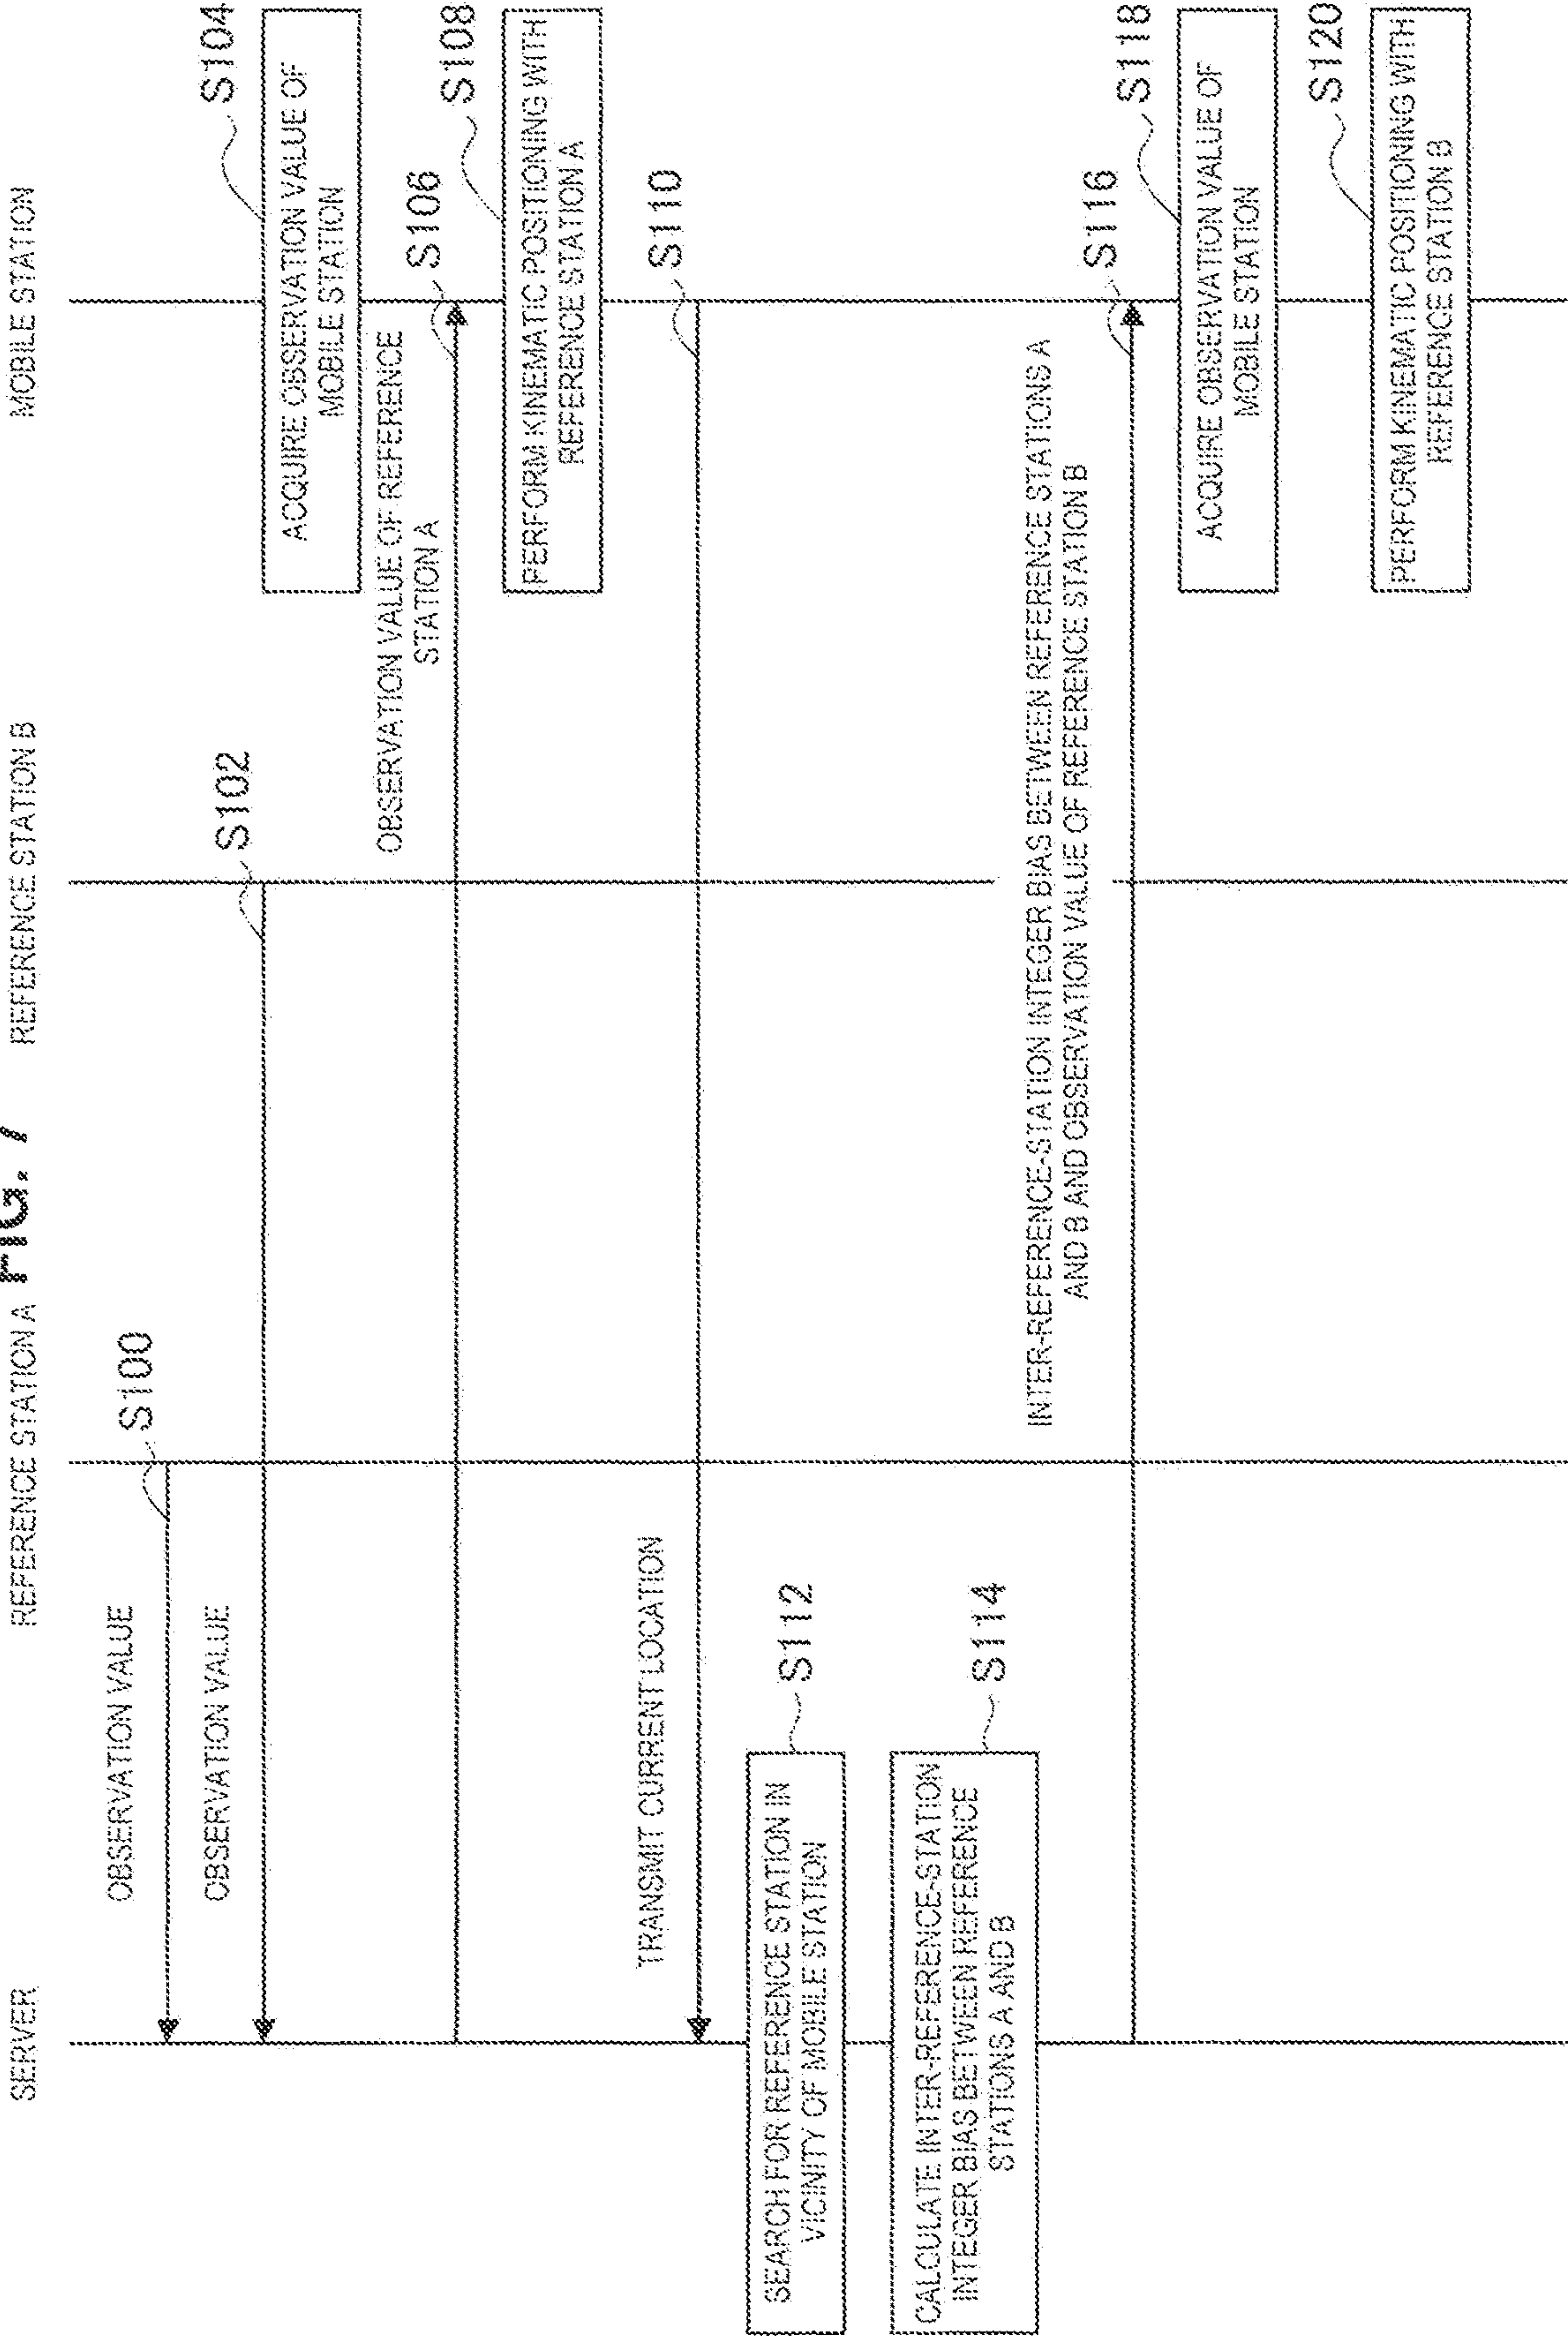 FIG. 7
SERVER
REFERENCE STATION A
REFERENCE STATION B
MOBILE STATION
OBSERVATION VALUE
S100
OBSERVATION VALUE
S102
S104
ACQUIRE OBSERVATION VALUE OF
MOBILE STATION
OBSERVATION VALUE OF REFERENCE
STATION A
S106
S108
PERFORM KINEMATIC POSITIONING WITH
REFERENCE STATION A
TRANSMIT CURRENT LOCATION
S110
SEARCH FOR REFERENCE STATION IN
VICINITY OF MOBILE STATION
S112
CALCULATE INTER-REFERENCE-STATION
INTEGER BIAS BETWEEN REFERENCE
STATIONS A AND B
S114
INTER-REFERENCE-STATION INTEGER BIAS BETWEEN REFERENCE STATIONS A
AND B AND OBSERVATION VALUE OF REFERENCE STATION B
S116
S118
ACQUIRE OBSERVATION VALUE OF
MOBILE STATION
S120
PERFORM KINEMATIC POSITIONING WITH
REFERENCE STATION B